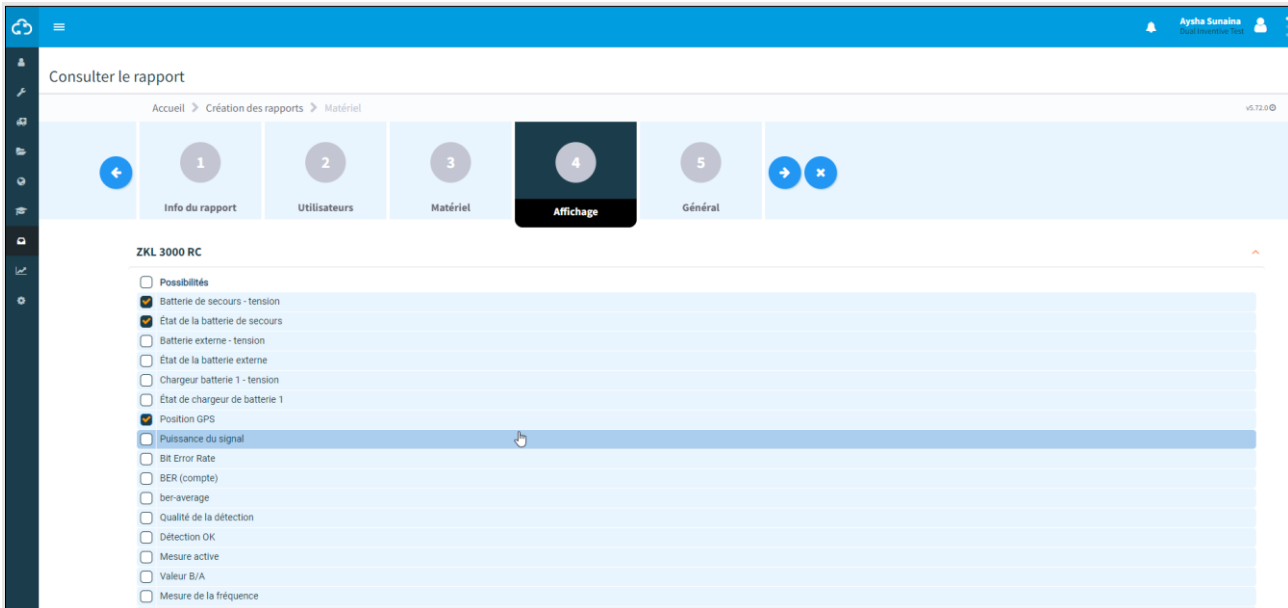 Aysha Sunaina
Dual Inventive Test
Consulter le rapport
Accueil > Création des rapports > Matériel
v5.72.0
1
2
3
4
5
Info du rapport
Utilisateurs
Matériel
Affichage
Général
ZKL 3000 RC
Possibilités
Batterie de secours - tension
État de la batterie de secours
Batterie externe - tension
État de la batterie externe
Chargeur batterie 1 - tension
État de chargeur de batterie 1
Position GPS
Puissance du signal
Bit Error Rate
BER (compte)
ber-average
Qualité de la détection
Détection OK
Mesure active
Valeur B/A
Mesure de la fréquence